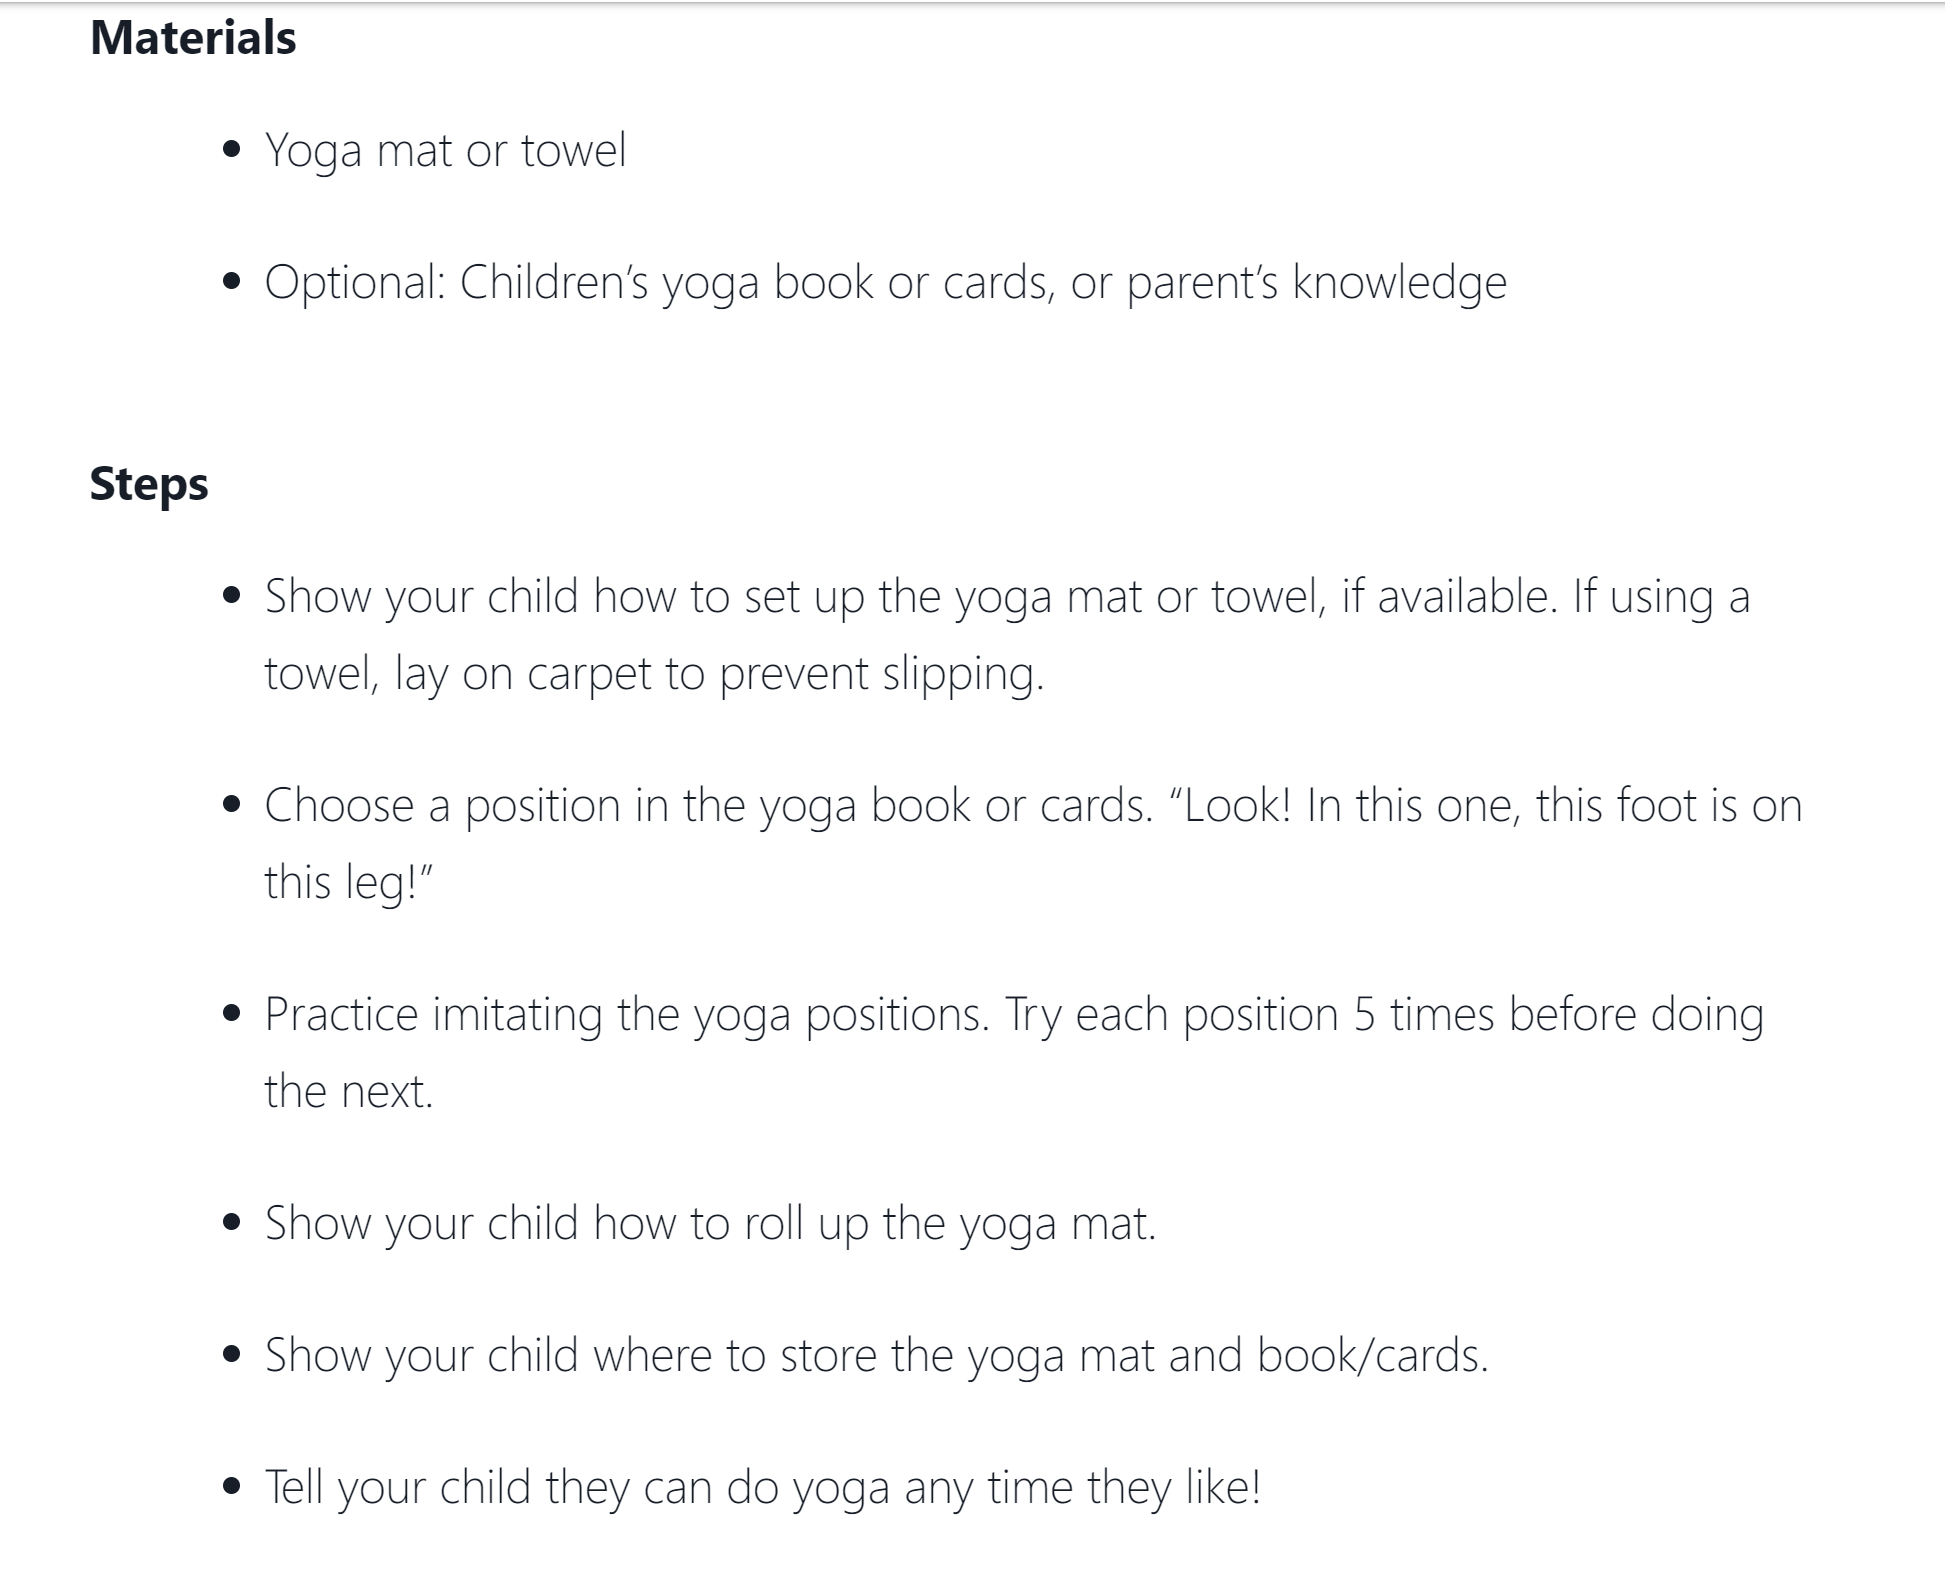 Materials
• Yoga mat or towel
• Optional: Children’s yoga book or cards, or parent’s knowledge
Steps
• Show your child how to set up the yoga mat or towel, if available. If using a
towel, lay on carpet to prevent slipping.
• Choose a position in the yoga book or cards. “Look! In this one, this foot is on
this leg!”
• Practice imitating the yoga positions. Try each position 5 times before doing
the next.
• Show your child how to roll up the yoga mat.
• Show your child where to store the yoga mat and book/cards.
• Tell your child they can do yoga any time they like!